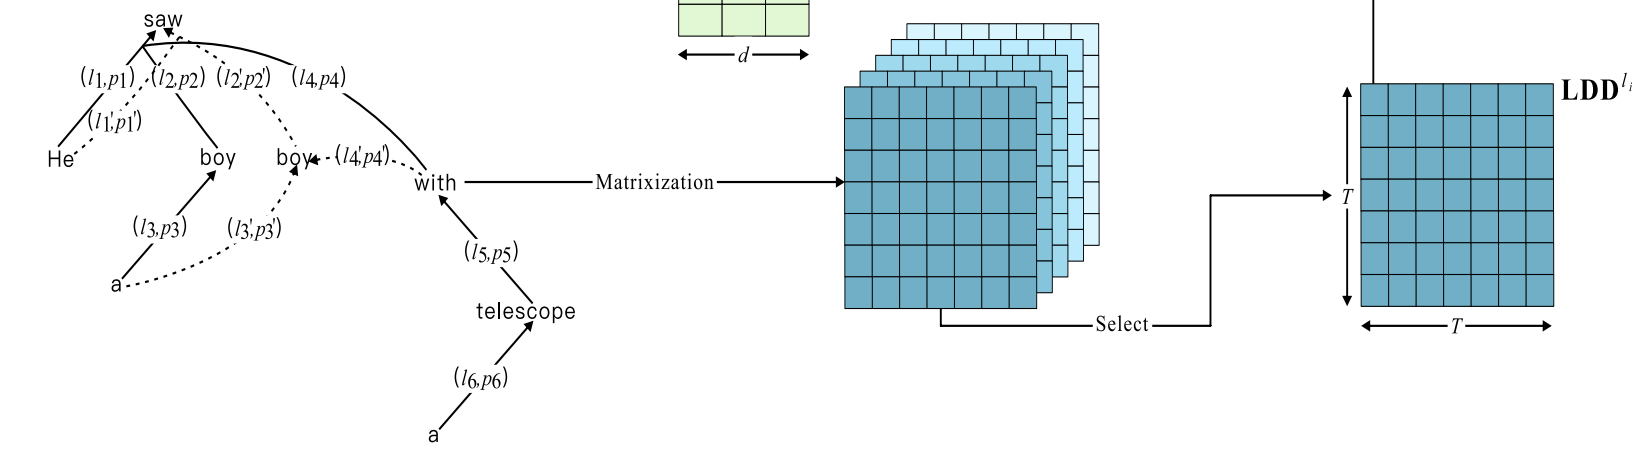 saw
d
(l1,p1) (l2,p2) (l2',p2') (l4,p4)
LDD^{l_i}
(l1',p1')
He boy boy (l4',p4')
with Matrixization
T
(l3,p3) (l3',p3')
(l5,p5)
a
telescope
Select T
(l6,p6)
a